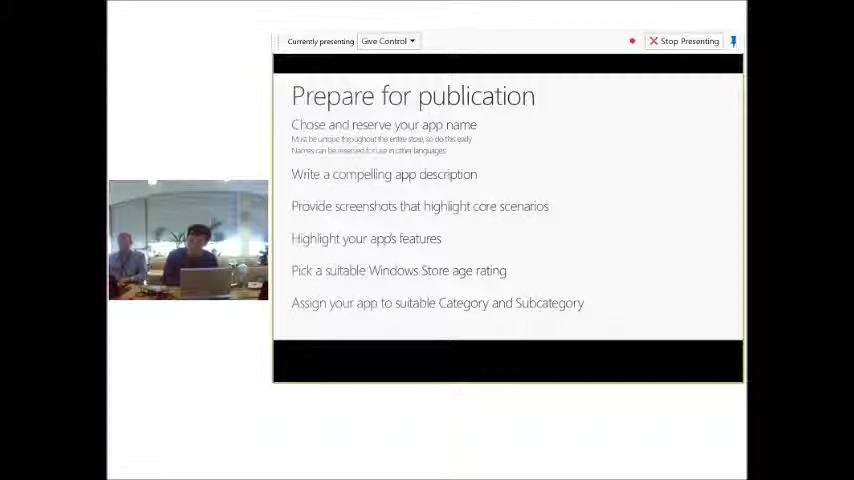 Currently presenting Give Control Stop Presenting
Prepare for publication
Chose and reserve your app name
Must be unique throughout the entire store, so do this early
Names can be reserved for use in other languages
Write a compelling app description
Provide screenshots that highlight core scenarios
Highlight your app's features
Pick a suitable Windows Store age rating
Assign your app to suitable Category and Subcategory